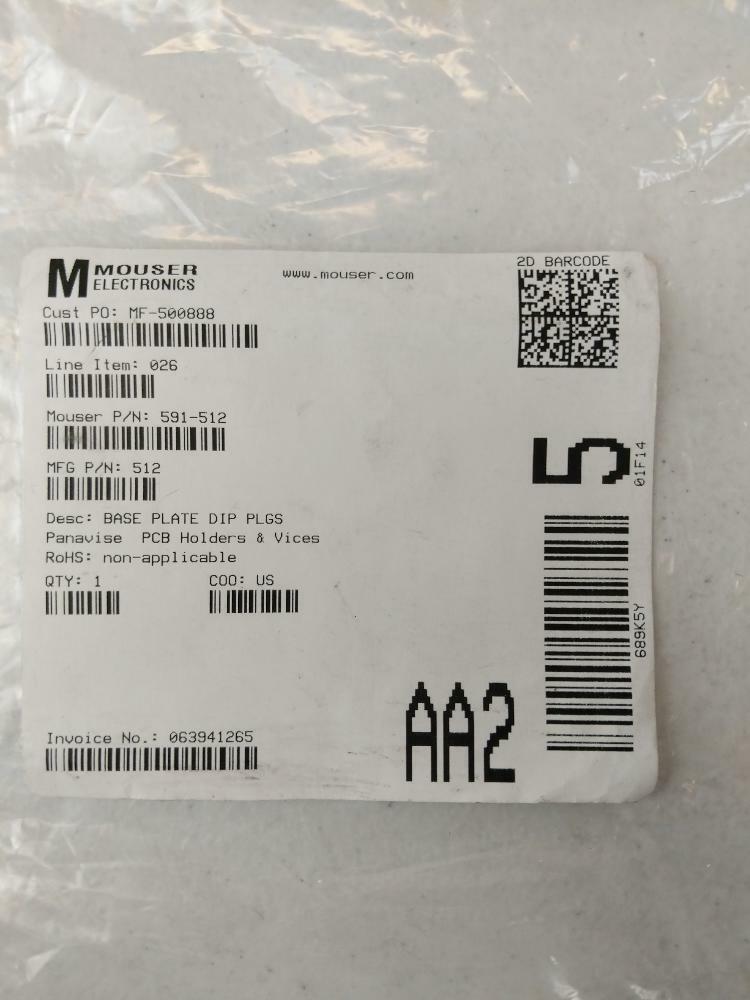 MOUSER
ELECTRONICS
www.mouser.com
2D BARCODE
Cust PO: MF-500888
Line Item: 026
Mouser P/N: 591-512
MFG P/N: 512
Desc: BASE PLATE DIP PLGS
Panavise PCB Holders & Vices
RoHS: non-applicable
QTY: 1 COO: US
Invoice No.: 063941265
AA2
5
01F14
689K5Y